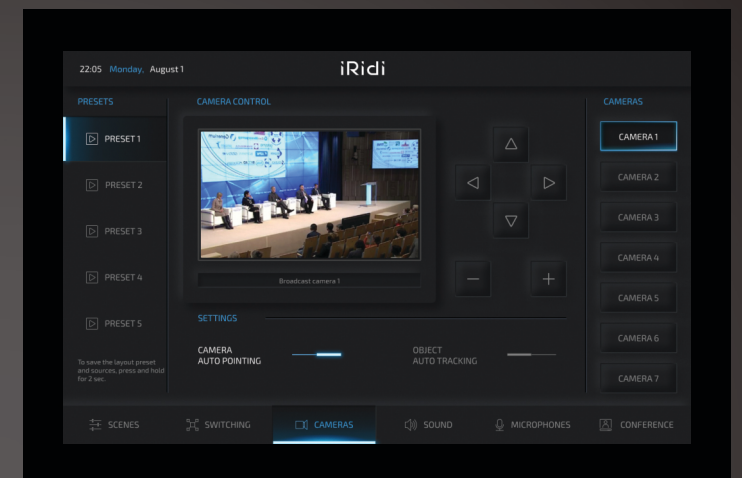 22:05 Monday, August 1
iRidi
PRESETS
PRESET 1
PRESET 2
PRESET 3
PRESET 4
PRESET 5
To save the layout preset
and sources, press and hold
for 2 sec.
CAMERA CONTROL
Broadcast camera 1
SETTINGS
CAMERA
AUTO POINTING
OBJECT
AUTO TRACKING
CAMERAS
CAMERA 1
CAMERA 2
CAMERA 3
CAMERA 4
CAMERA 5
CAMERA 6
CAMERA 7
SCENES
SWITCHING
CAMERAS
SOUND
MICROPHONES
CONFERENCE